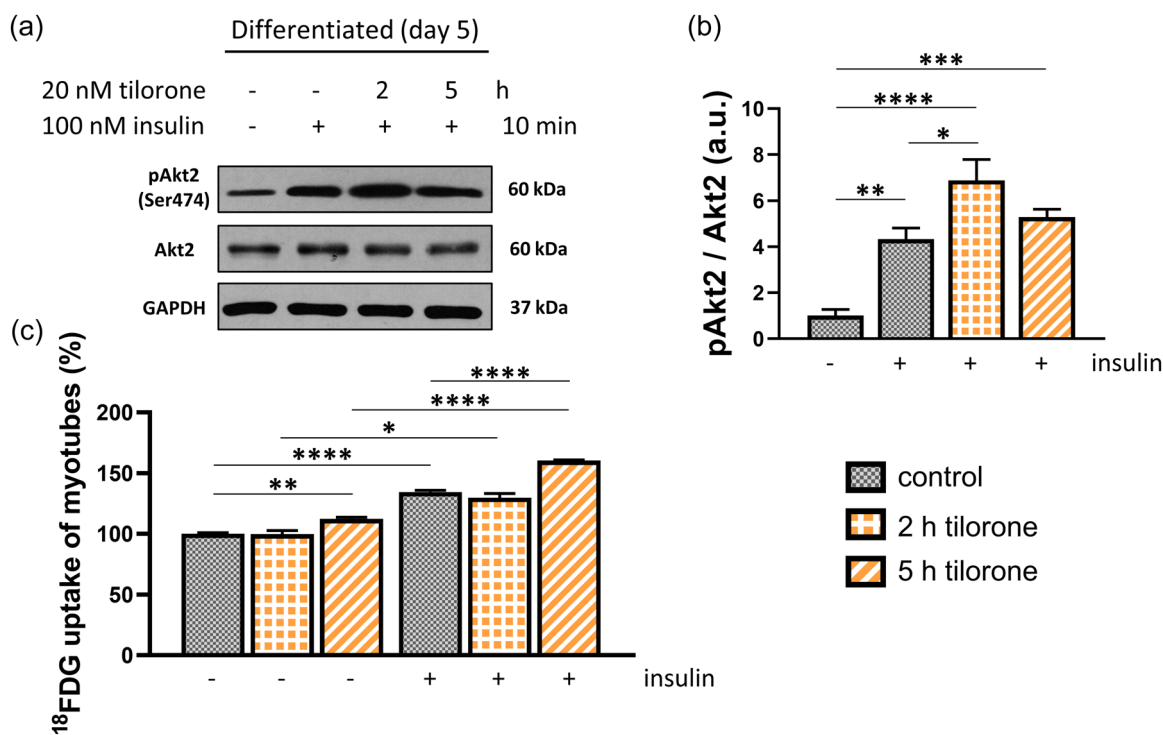 (a)
Differentiated (day 5)
20 nM tilorone - - 2 5 h
100 nM insulin - + + + 10 min
pAkt2
(Ser474)
60 kDa
Akt2
60 kDa
GAPDH
37 kDa
(b)
pAkt2 / Akt2 (a.u.)
10
8
6
4
2
0
***
****
*
**
- + + + insulin
(c)
¹⁸FDG uptake of myotubes (%)
200
150
100
50
0
****
****
*
****
**
- - - + + + insulin
control
2 h tilorone
5 h tilorone